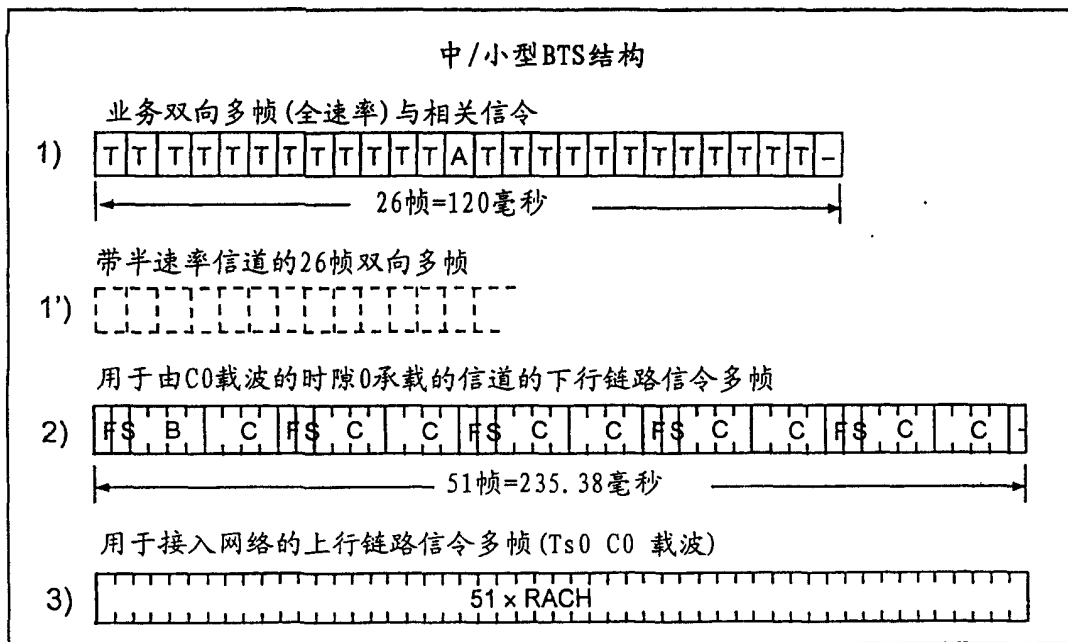 中/小型BTS结构
业务双向多帧(全速率)与相关信令
1) T T T T T T T T T T T T A T T T T T T T T T T T T -
26帧=120毫秒
带半速率信道的26帧双向多帧
1')
用于由C0载波的时隙0承载的信道的下行链路信令多帧
2) F S B C F S C C F S C C F S C C F S C C -
51帧=235.38毫秒
用于接入网络的上行链路信令多帧(Ts0 C0 载波)
3) 51 × RACH